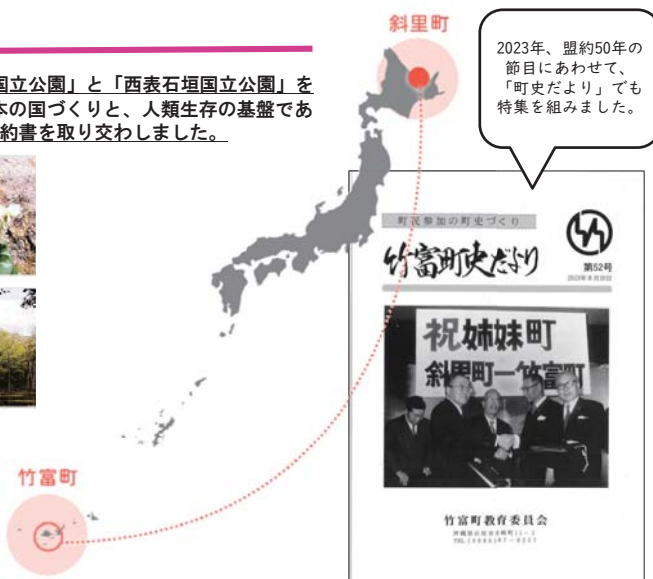 国立公園」と「西表石垣国立公園」を
本の国づくりと、人類生存の基盤であ
約書を取り交わしました。
斜里町
2023年、盟約50年の
節目にあわせて、
「町史だより」でも
特集を組みました。
町民参加の町史づくり
竹富町史だより
第52号
祝姉妹町
斜里町ー竹富町
竹富町教育委員会
竹富町